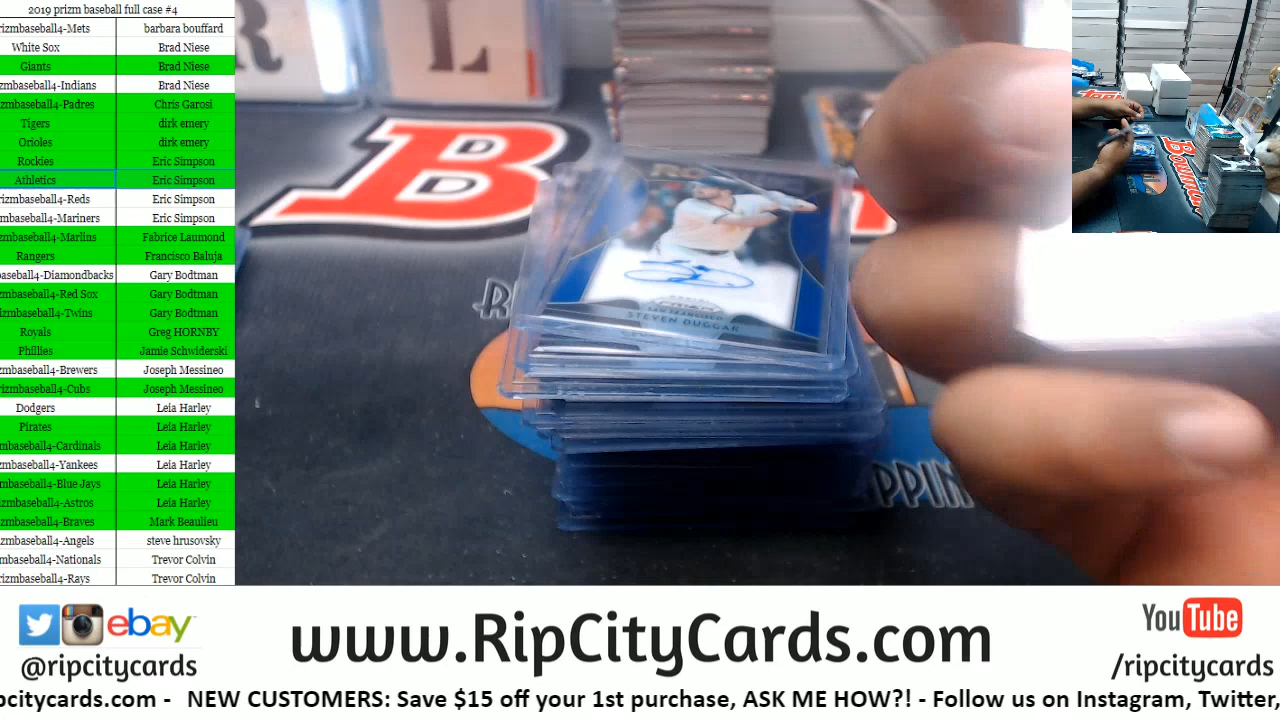 2019 prizm baseball full case #4
rizmbaseball4-Mets barbara bouffard
White Sox Brad Niese
Giants Brad Niese
zmbaseball4-Indians Brad Niese
rizmbaseball4-Padres Chris Garosi
Tigers dirk emery
Orioles dirk emery
Rockies Eric Simpson
Athletics Eric Simpson
rizmbaseball4-Reds Eric Simpson
mbaseball4-Mariners Eric Simpson
zmbaseball4-Marlins Fabrice Laumond
Rangers Francisco Baluja
baseball4-Diamondbacks Gary Bodtman
mbaseball4-Red Sox Gary Bodtman
izmbaseball4-Twins Gary Bodtman
Royals Greg HORNBY
Phillies Jamie Schwiderski
izmbaseball4-Brewers Joseph Messineo
rizmbaseball4-Cubs Joseph Messineo
Dodgers Leia Harley
Pirates Leia Harley
mbaseball4-Cardinals Leia Harley
zmbaseball4-Yankees Leia Harley
mbaseball4-Blue Jays Leia Harley
izmbaseball4-Astros Leia Harley
zmbaseball4-Braves Mark Beaulieu
zmbaseball4-Angels steve hrusovsky
mbaseball4-Nationals Trevor Colvin
rizmbaseball4-Rays Trevor Colvin
R L
B
SAN FRANCISCO
STEVEN DUGGAR
R
PPIN
Bowman
ebay
@ripcitycards
www.RipCityCards.com
YouTube
/ripcitycards
pcitycards.com - NEW CUSTOMERS: Save $15 off your 1st purchase, ASK ME HOW?! - Follow us on Instagram, Twitter,